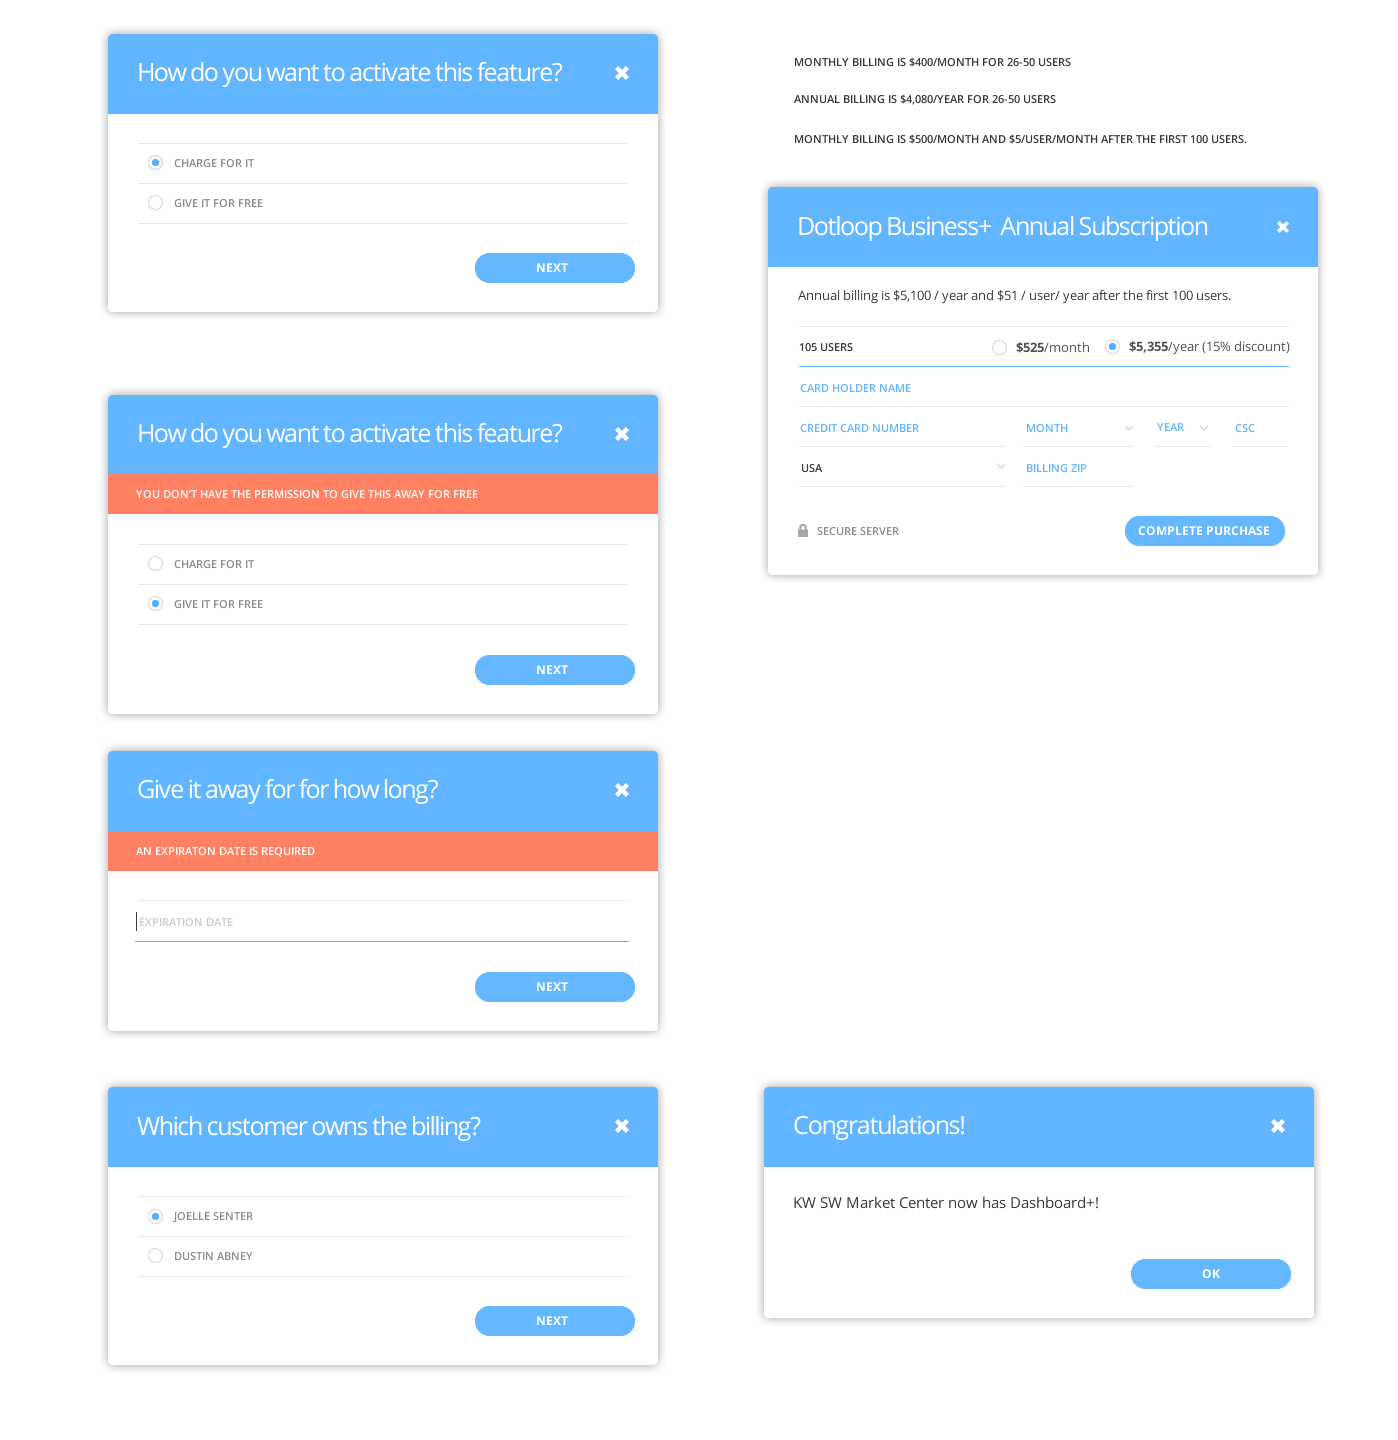 How do you want to activate this feature?
CHARGE FOR IT
GIVE IT FOR FREE
NEXT
How do you want to activate this feature?
YOU DON'T HAVE THE PERMISSION TO GIVE THIS AWAY FOR FREE
CHARGE FOR IT
GIVE IT FOR FREE
NEXT
Give it away for for how long?
AN EXPIRATON DATE IS REQUIRED
EXPIRATION DATE
NEXT
Which customer owns the billing?
JOELLE SENTER
DUSTIN ABNEY
NEXT
MONTHLY BILLING IS $400/MONTH FOR 26-50 USERS
ANNUAL BILLING IS $4,080/YEAR FOR 26-50 USERS
MONTHLY BILLING IS $500/MONTH AND $5/USER/MONTH AFTER THE FIRST 100 USERS.
Dotloop Business+ Annual Subscription
Annual billing is $5,100 / year and $51 / user/ year after the first 100 users.
105 USERS $525/month $5,355/year (15% discount)
CARD HOLDER NAME
CREDIT CARD NUMBER MONTH YEAR CSC
USA BILLING ZIP
SECURE SERVER COMPLETE PURCHASE
Congratulations!
KW SW Market Center now has Dashboard+!
OK